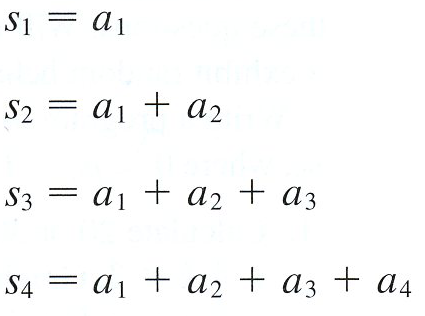 s₁ = a₁
s₂ = a₁ + a₂
s₃ = a₁ + a₂ + a₃
s₄ = a₁ + a₂ + a₃ + a₄